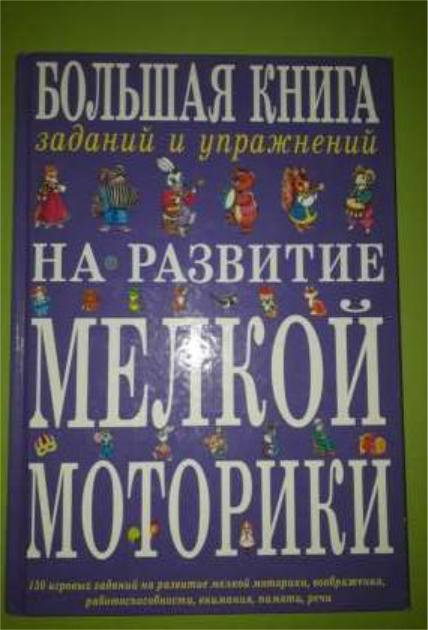 БОЛЬШАЯ КНИГА
заданий и упражнений
НА РАЗВИТИЕ
МЕЛКОЙ
МОТОРИКИ
130 игровых заданий на развитие мелкой моторики, воображения,
работоспособности, внимания, памяти, речи